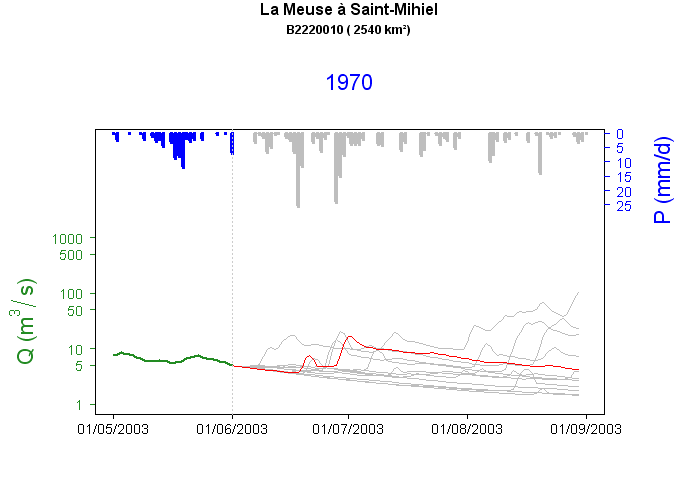 La Meuse à Saint-Mihiel
B2220010 ( 2540 km²)
1970
0
5
10
15
20
25
P (mm/d)
1000
500
100
50
10
5
1
Q (m³/ s)
01/05/2003 01/06/2003 01/07/2003 01/08/2003 01/09/2003